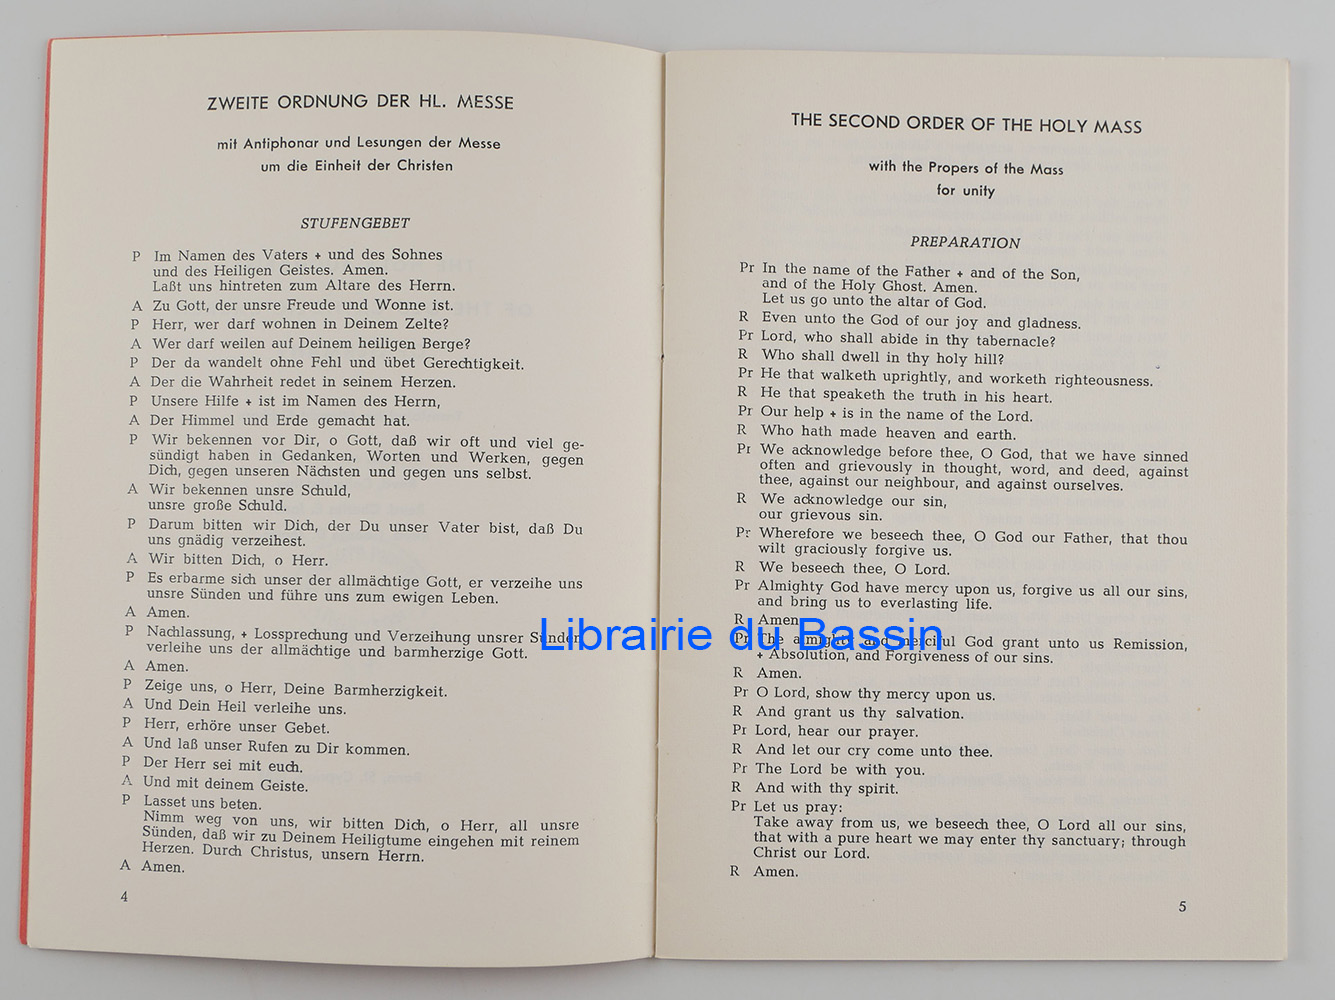 ZWEITE ORDNUNG DER HL. MESSE
mit Antiphonar und Lesungen der Messe
um die Einheit der Christen
STUFENGEBET
P Im Namen des Vaters + und des Sohnes
und des Heiligen Geistes. Amen.
Laßt uns hintreten zum Altare des Herrn.
A Zu Gott, der unsre Freude und Wonne ist.
P Herr, wer darf wohnen in Deinem Zelte?
A Wer darf weilen auf Deinem heiligen Berge?
P Der da wandelt ohne Fehl und übet Gerechtigkeit.
A Der die Wahrheit redet in seinem Herzen.
P Unsere Hilfe + ist im Namen des Herrn,
A Der Himmel und Erde gemacht hat.
P Wir bekennen vor Dir, o Gott, daß wir oft und viel ge-
sündigt haben in Gedanken, Worten und Werken, gegen
Dich, gegen unseren Nächsten und gegen uns selbst.
A Wir bekennen unsre Schuld,
unsre große Schuld.
P Darum bitten wir Dich, der Du unser Vater bist, daß Du
uns gnädig verzeihest.
A Wir bitten Dich, o Herr.
P Es erbarme sich unser der allmächtige Gott, er verzeihe uns
unsre Sünden und führe uns zum ewigen Leben.
A Amen.
P Nachlassung, + Lossprechung und Verzeihung unsrer Sünden
verleihe uns der allmächtige und barmherzige Gott.
A Amen.
P Zeige uns, o Herr, Deine Barmherzigkeit.
A Und Dein Heil verleihe uns.
P Herr, erhöre unser Gebet.
A Und laß unser Rufen zu Dir kommen.
P Der Herr sei mit euch.
A Und mit deinem Geiste.
P Lasset uns beten.
Nimm weg von uns, wir bitten Dich, o Herr, all unsre
Sünden, daß wir zu Deinem Heiligtume eingehen mit reinem
Herzen. Durch Christus, unsern Herrn.
A Amen.
4
THE SECOND ORDER OF THE HOLY MASS
with the Propers of the Mass
for unity
PREPARATION
Pr In the name of the Father + and of the Son,
and of the Holy Ghost. Amen.
Let us go unto the altar of God.
R Even unto the God of our joy and gladness.
Pr Lord, who shall abide in thy tabernacle?
R Who shall dwell in thy holy hill?
Pr He that walketh uprightly, and worketh righteousness.
R He that speaketh the truth in his heart.
Pr Our help + is in the name of the Lord.
R Who hath made heaven and earth.
Pr We acknowledge before thee, O God, that we have sinned
often and grievously in thought, word, and deed, against
thee, against our neighbour, and against ourselves.
R We acknowledge our sin,
our grievous sin.
Pr Wherefore we beseech thee, O God our Father, that thou
wilt graciously forgive us.
R We beseech thee, O Lord.
Pr Almighty God have mercy upon us, forgive us all our sins,
and bring us to everlasting life.
R Amen.
Pr The almighty and merciful God grant unto us Remission,
+ Absolution, and Forgiveness of our sins.
R Amen.
Pr O Lord, show thy mercy upon us.
R And grant us thy salvation.
Pr Lord, hear our prayer.
R And let our cry come unto thee.
Pr The Lord be with you.
R And with thy spirit.
Pr Let us pray:
Take away from us, we beseech thee, O Lord all our sins,
that with a pure heart we may enter thy sanctuary; through
Christ our Lord.
R Amen.
5
Librairie du Bassin